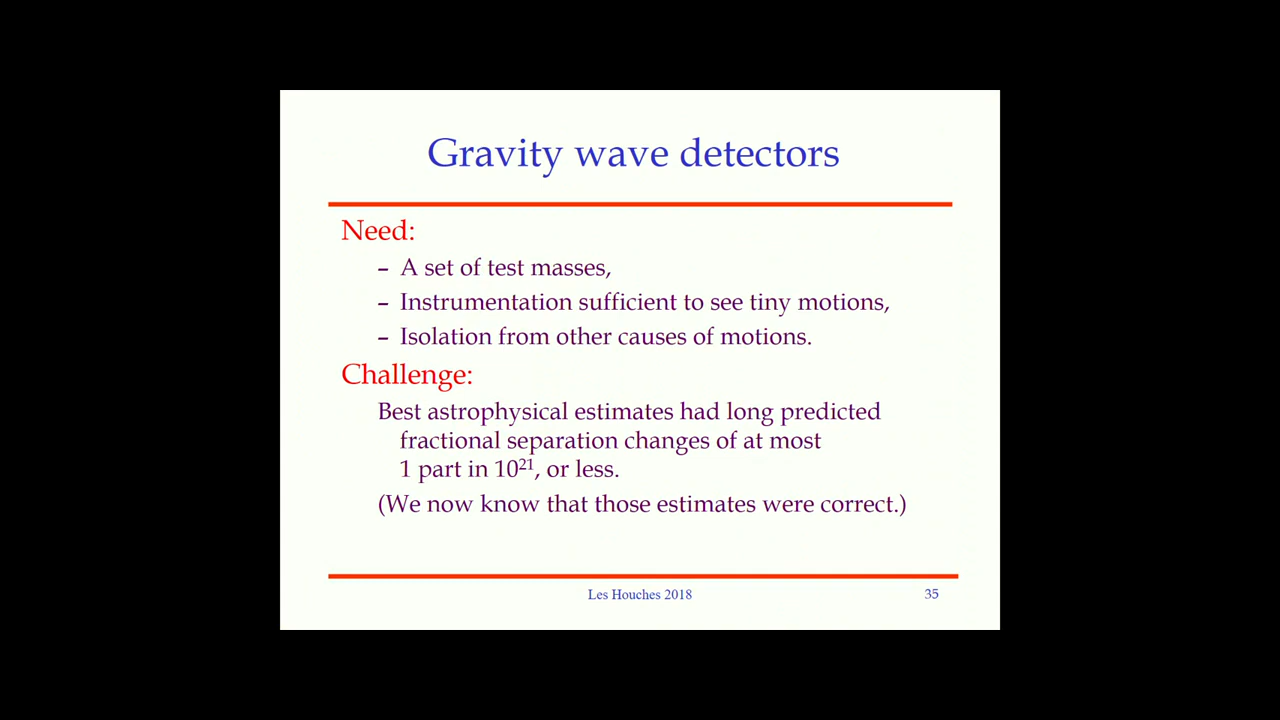 Gravity wave detectors
Need:
– A set of test masses,
– Instrumentation sufficient to see tiny motions,
– Isolation from other causes of motions.
Challenge:
Best astrophysical estimates had long predicted
fractional separation changes of at most
1 part in 10²¹, or less.
(We now know that those estimates were correct.)
Les Houches 2018
35